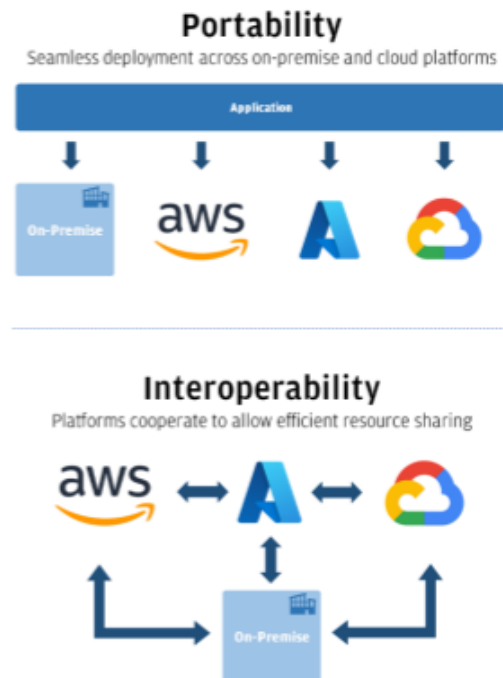 Portability
Seamless deployment across on-premise and cloud platforms
Application
On-Premise
aws
Interoperability
Platforms cooperate to allow efficient resource sharing
aws
On-Premise